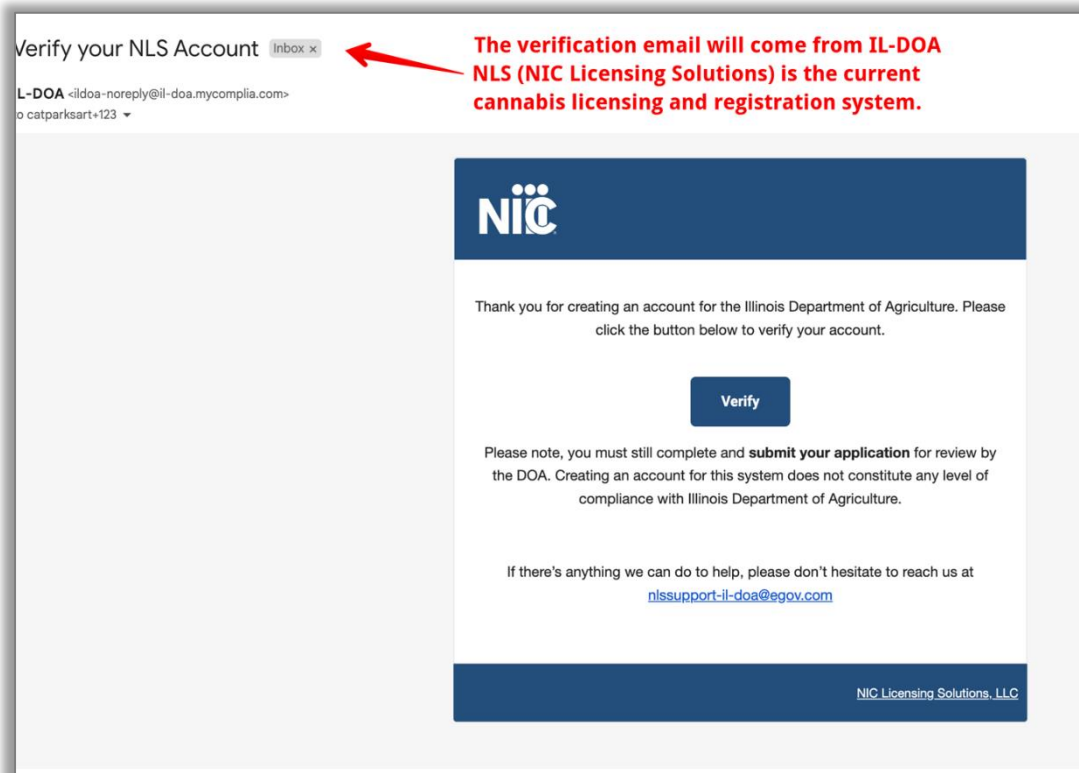 Verify your NLS Account Inbox x
The verification email will come from IL-DOA
NLS (NIC Licensing Solutions) is the current
cannabis licensing and registration system.
L-DOA <ildoa-noreply@il-doa.mycomplia.com>
o catparksart+123
NIC
Thank you for creating an account for the Illinois Department of Agriculture. Please
click the button below to verify your account.
Verify
Please note, you must still complete and submit your application for review by
the DOA. Creating an account for this system does not constitute any level of
compliance with Illinois Department of Agriculture.
If there's anything we can do to help, please don't hesitate to reach us at
nlssupport-il-doa@egov.com
NIC Licensing Solutions, LLC